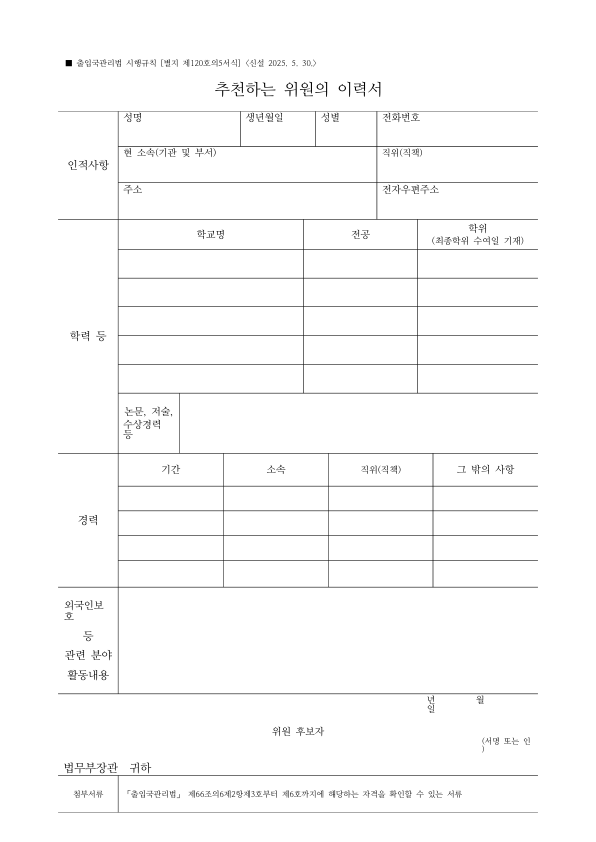 ■ 출입국관리법 시행규칙 [별지 제120호의5서식] <신설 2025. 5. 30.>
추천하는 위원의 이력서
인적사항
성명
생년월일
성별
전화번호
현 소속(기관 및 부서)
직위(직책)
주소
전자우편주소
학력 등
학교명
전공
학위
(최종학위 수여일 기재)
논문, 저술,
수상경력
등
경력
기간
소속
직위(직책)
그 밖의 사항
외국인보
호
등
관련 분야
활동내용
년 월
일
위원 후보자
(서명 또는 인
)
법무부장관 귀하
첨부서류
「출입국관리법」 제66조의6제2항제3호부터 제6호까지에 해당하는 자격을 확인할 수 있는 서류